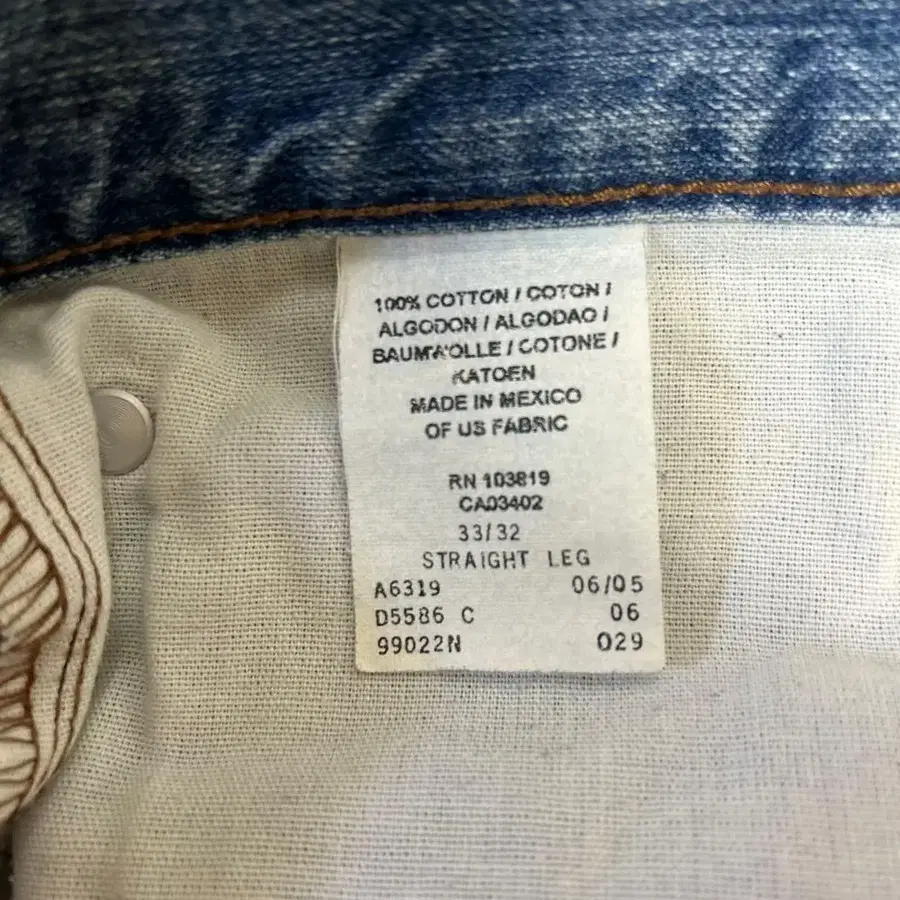 100% COTTON / COTON /
ALGODON / ALGODAO /
BAUMWOLLE / COTONE /
KATOEN
MADE IN MEXICO
OF US FABRIC
RN 103819
CA03402
33/32
STRAIGHT LEG
A6319 06/05
D5586 C 06
99022N 029